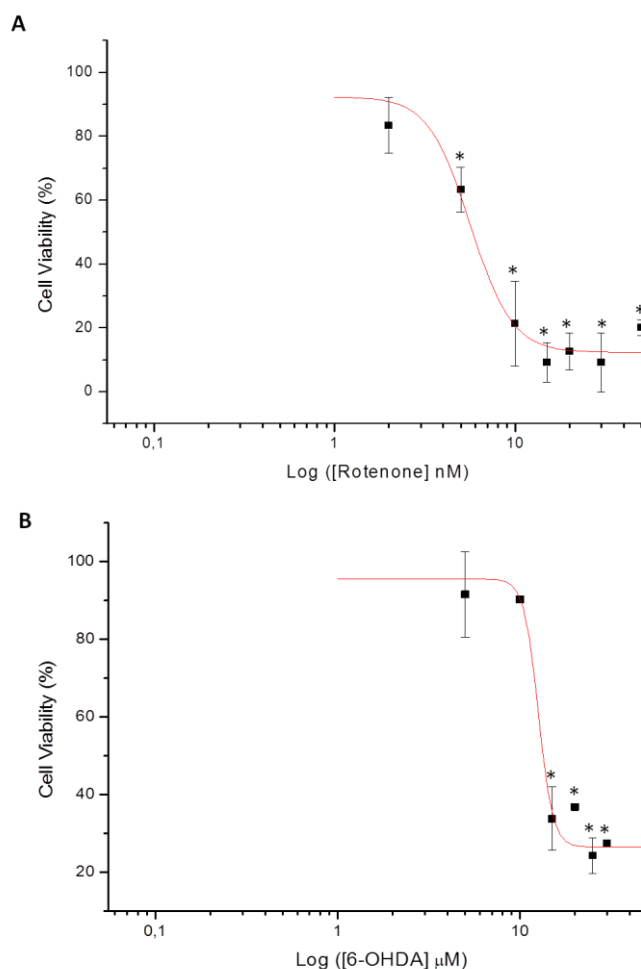 A
100
80
60
40
20
0
Cell Viability (%)
* * * * * *
0,1 1 10
Log ([Rotenone] nM)
B
100
80
60
40
20
Cell Viability (%)
* * * *
0,1 1 10
Log ([6-OHDA] µM)